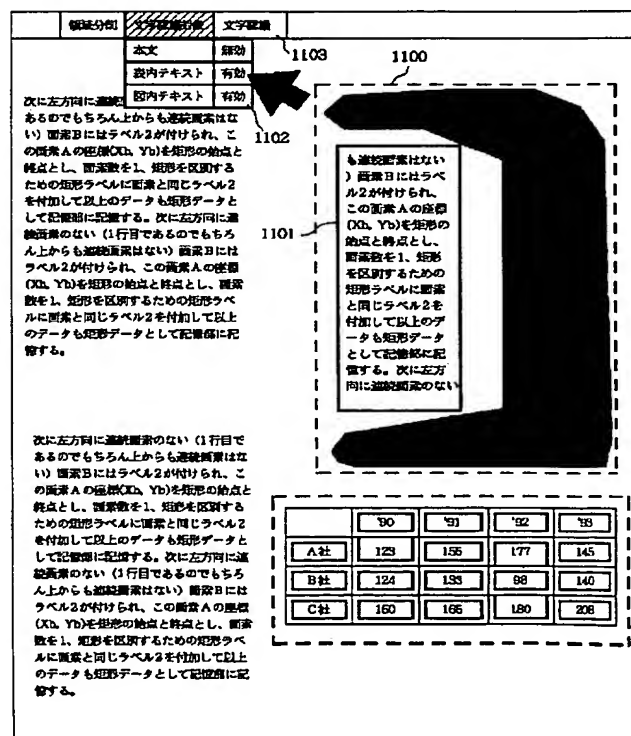 領域分割 文字認識対象 文字認識
本文 無効
表内テキスト 有効
図内テキスト 有効
1103
1102
1100
1101
次に左方向に連続
あるのでもちろん上からも連続画素はな
い）画素Bにはラベル2が付けられ、こ
の画素Aの座標(Xb, Yb)を矩形の始点と
終点とし、画素数を1、矩形を区別する
ための矩形ラベルに画素と同じラベル2
を付加して以上のデータも矩形データと
して記憶部に記憶する。次に左方向に連
続画素のない（1行目であるのでもちろ
ん上からも連続画素はない）画素Bには
ラベル2が付けられ、この画素Aの座標
(Xb, Yb)を矩形の始点と終点とし、画素
数を1、矩形を区別するための矩形ラベ
ルに画素と同じラベル2を付加して以上
のデータも矩形データとして記憶部に記
憶する。
も連続画素はない
）画素Bにはラベ
ル2が付けられ、
この画素Aの座標
(Xb, Yb)を矩形の
始点と終点とし、
画素数を1、矩形
を区別するための
矩形ラベルに画素
と同じラベル2を
付加して以上のデ
ータも矩形データ
として記憶部に記
憶する。次に左方
向に連続画素のない
次に左方向に連続画素のない（1行目で
あるのでもちろん上からも連続画素はな
い）画素Bにはラベル2が付けられ、こ
の画素Aの座標(Xb, Yb)を矩形の始点と
終点とし、画素数を1、矩形を区別する
ための矩形ラベルに画素と同じラベル2
を付加して以上のデータも矩形データと
して記憶部に記憶する。次に左方向に連
続画素のない（1行目であるのでもちろ
ん上からも連続画素はない）画素Bには
ラベル2が付けられ、この画素Aの座標
(Xb, Yb)を矩形の始点と終点とし、画素
数を1、矩形を区別するための矩形ラベ
ルに画素と同じラベル2を付加して以上
のデータも矩形データとして記憶部に記
憶する。
'90 '91 '92 '93
A社 123 155 177 145
B社 124 133 98 140
C社 160 166 180 208